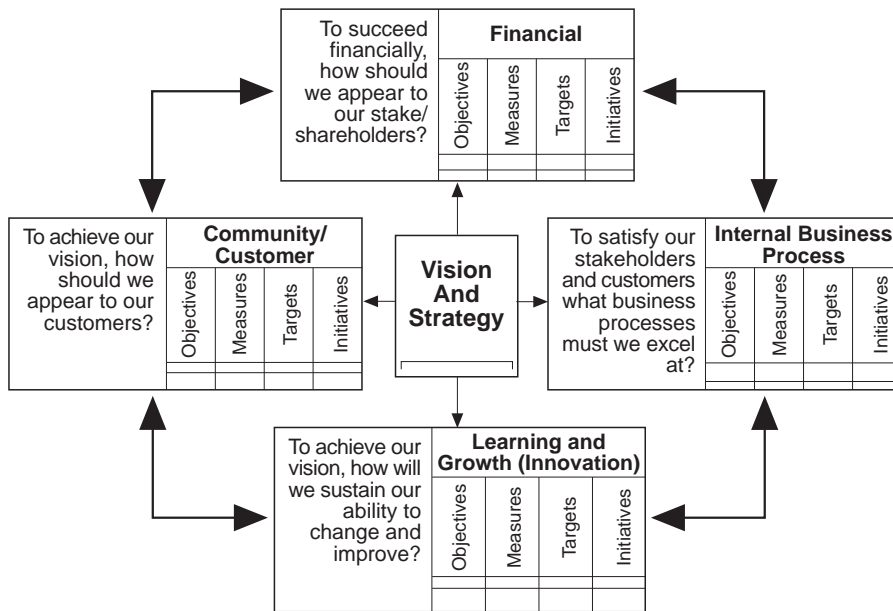 To succeed
financially,
how should
we appear to
our stake/
shareholders?
Financial
Objectives
Measures
Targets
Initiatives
To achieve our
vision, how
should we
appear to our
customers?
Community/
Customer
Objectives
Measures
Targets
Initiatives
Vision
And
Strategy
To satisfy our
stakeholders
and customers
what business
processes
must we excel
at?
Internal Business
Process
Objectives
Measures
Targets
Initiatives
To achieve our
vision, how will
we sustain our
ability to
change and
improve?
Learning and
Growth (Innovation)
Objectives
Measures
Targets
Initiatives